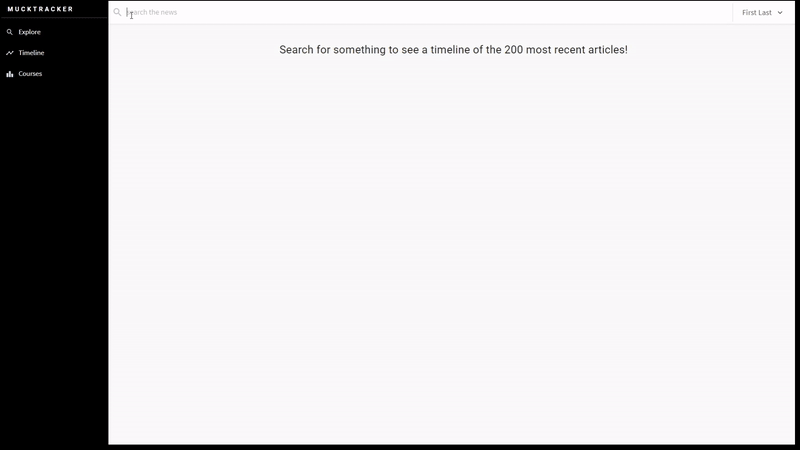 MUCKTRACKER
Search the news
First Last
Explore
Timeline
Courses
Search for something to see a timeline of the 200 most recent articles!